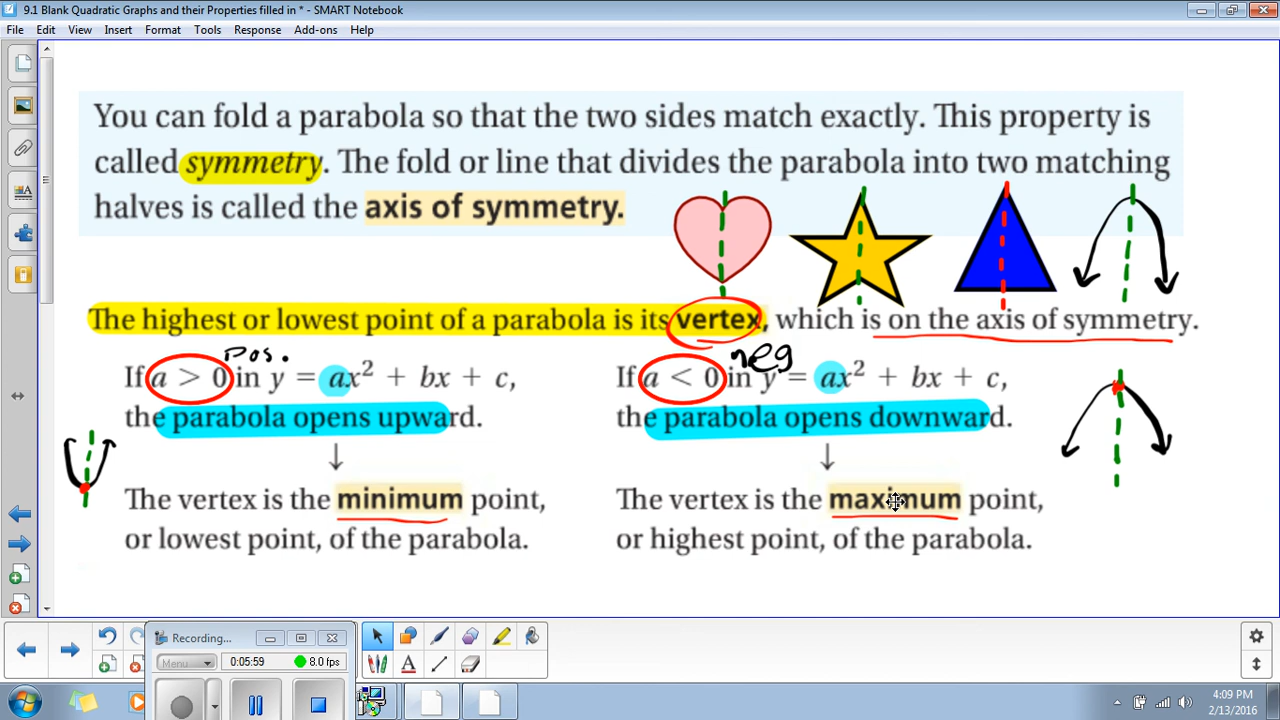 9.1 Blank Quadratic Graphs and their Properties filled in * - SMART Notebook
File Edit View Insert Format Tools Response Add-ons Help
You can fold a parabola so that the two sides match exactly. This property is
called symmetry. The fold or line that divides the parabola into two matching
halves is called the axis of symmetry.
The highest or lowest point of a parabola is its vertex, which is on the axis of symmetry.
pos.
If a > 0 in y = ax² + bx + c,
the parabola opens upward.
↓
The vertex is the minimum point,
or lowest point, of the parabola.
neg
If a < 0 in y = ax² + bx + c,
the parabola opens downward.
↓
The vertex is the maximum point,
or highest point, of the parabola.
Recording...
Menu 0:05:59 8.0 fps
4:09 PM
2/13/2016